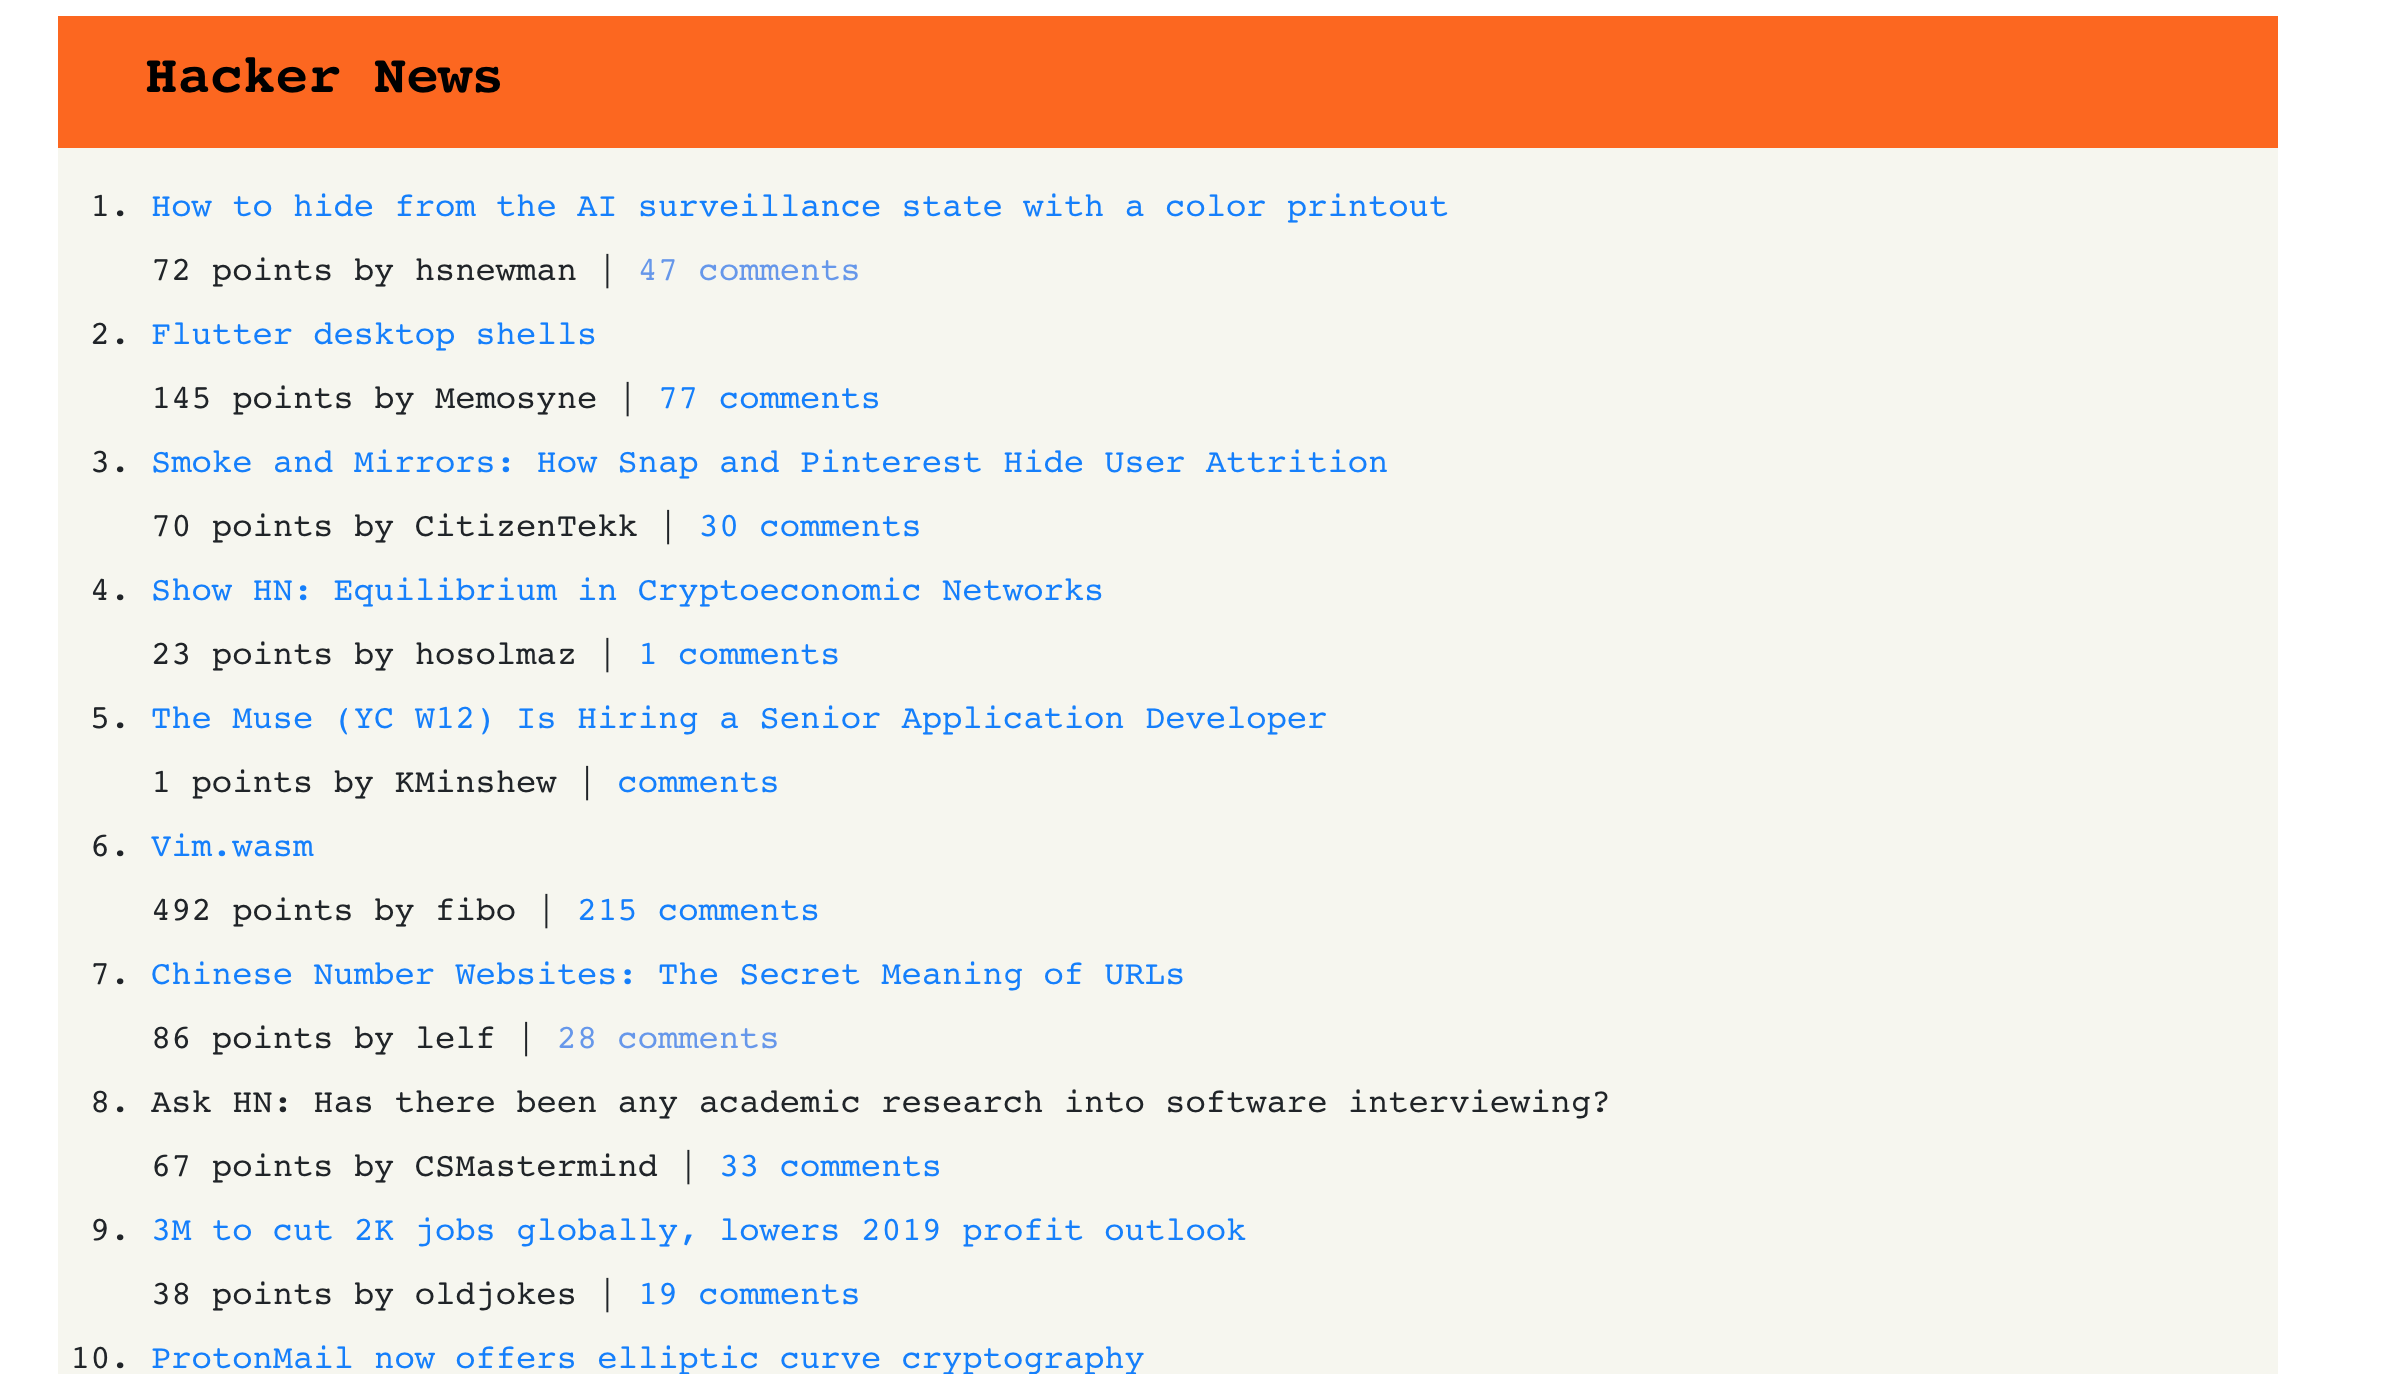 Hacker News
1. How to hide from the AI surveillance state with a color printout
72 points by hsnewman | 47 comments
2. Flutter desktop shells
145 points by Memosyne | 77 comments
3. Smoke and Mirrors: How Snap and Pinterest Hide User Attrition
70 points by CitizenTekk | 30 comments
4. Show HN: Equilibrium in Cryptoeconomic Networks
23 points by hosolmaz | 1 comments
5. The Muse (YC W12) Is Hiring a Senior Application Developer
1 points by KMinshew | comments
6. Vim.wasm
492 points by fibo | 215 comments
7. Chinese Number Websites: The Secret Meaning of URLs
86 points by lelf | 28 comments
8. Ask HN: Has there been any academic research into software interviewing?
67 points by CSMastermind | 33 comments
9. 3M to cut 2K jobs globally, lowers 2019 profit outlook
38 points by oldjokes | 19 comments
10. ProtonMail now offers elliptic curve cryptography